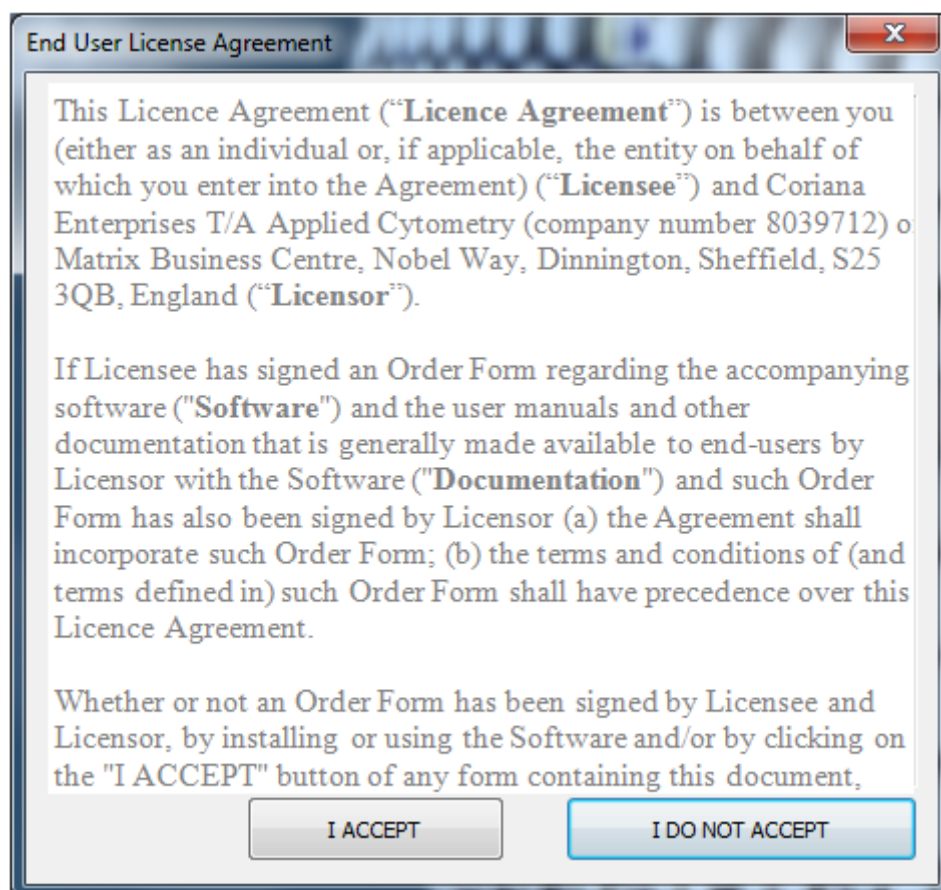 End User License Agreement
This Licence Agreement (“Licence Agreement”) is between you
(either as an individual or, if applicable, the entity on behalf of
which you enter into the Agreement) (“Licensee”) and Coriana
Enterprises T/A Applied Cytometry (company number 8039712) o
Matrix Business Centre, Nobel Way, Dinnington, Sheffield, S25
3QB, England (“Licensor”).
If Licensee has signed an Order Form regarding the accompanying
software ("Software") and the user manuals and other
documentation that is generally made available to end-users by
Licensor with the Software ("Documentation") and such Order
Form has also been signed by Licensor (a) the Agreement shall
incorporate such Order Form; (b) the terms and conditions of (and
terms defined in) such Order Form shall have precedence over this
Licence Agreement.
Whether or not an Order Form has been signed by Licensee and
Licensor, by installing or using the Software and/or by clicking on
the "I ACCEPT" button of any form containing this document,
I ACCEPT
I DO NOT ACCEPT